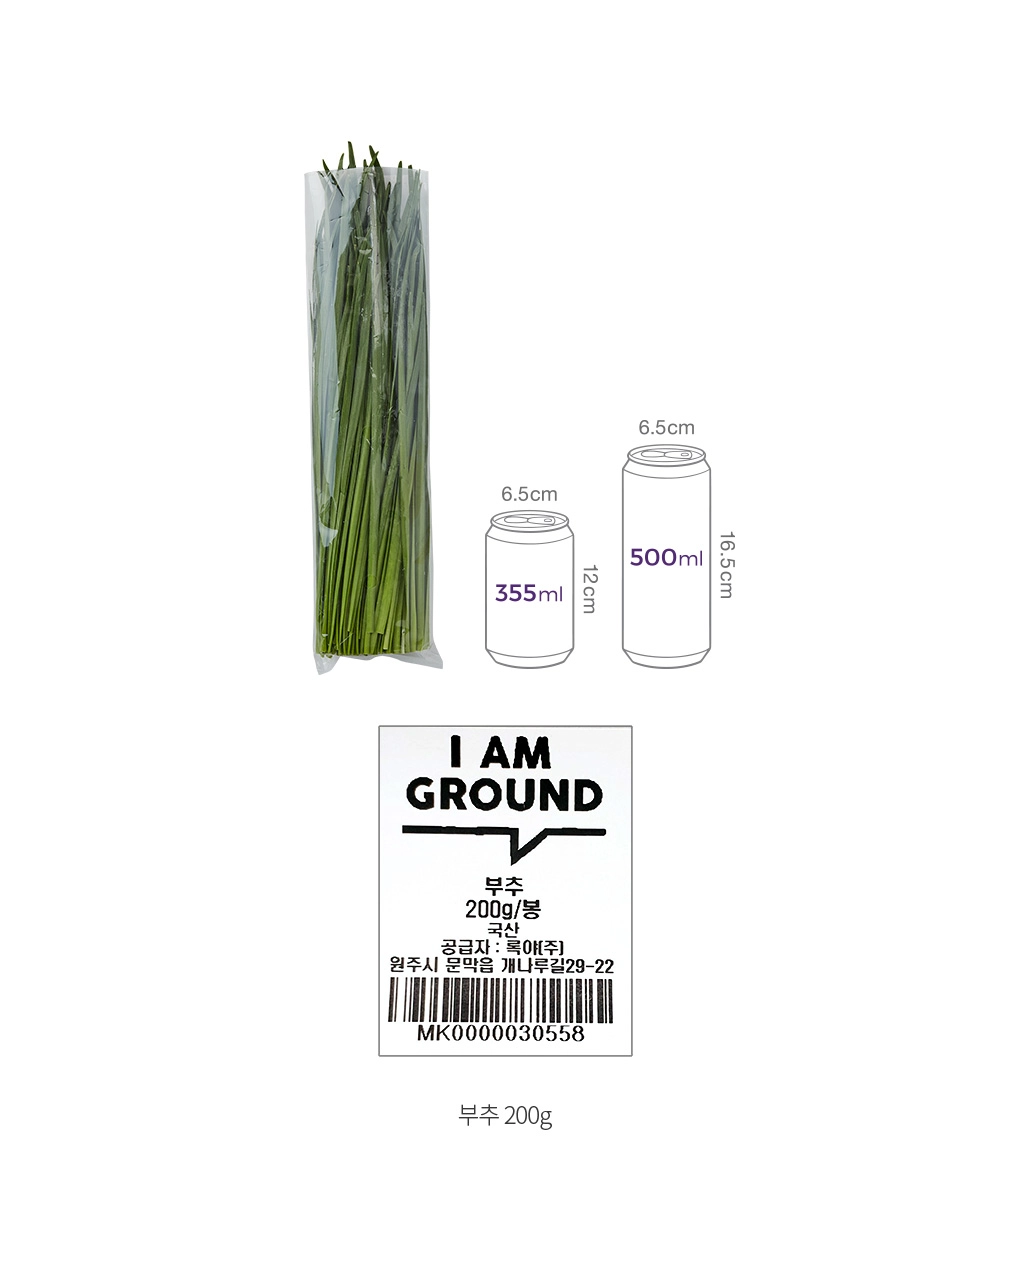 6.5cm
6.5cm
16.5cm
500ml
12cm
355ml
I AM
GROUND
부추
200g/봉
국산
공급자 : 록야(주)
원주시 문막읍 개나루길29-22
MK0000030558
부추 200g